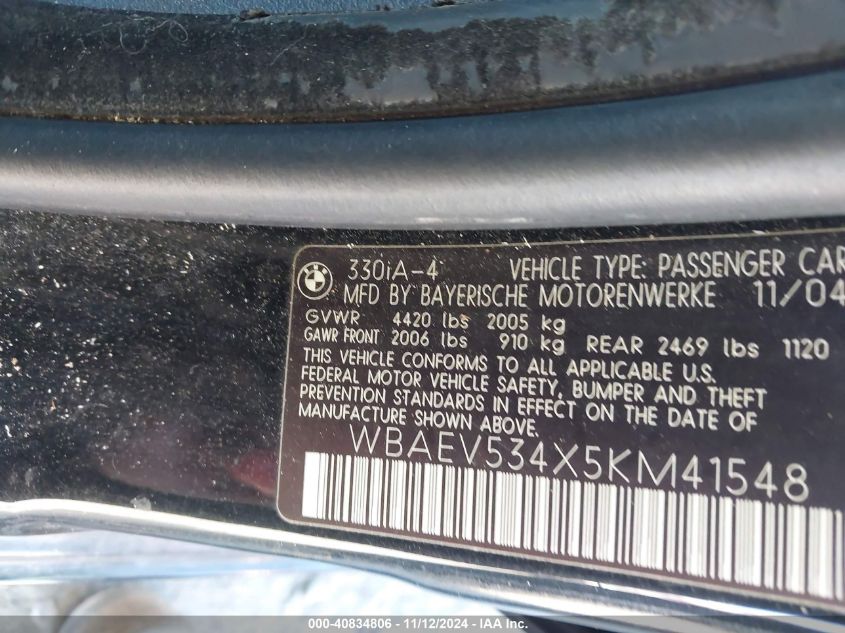 BMW
330iA-4 VEHICLE TYPE: PASSENGER CAR
MFD BY BAYERISCHE MOTORENWERKE 11/04
GVWR 4420 lbs 2005 kg
GAWR FRONT 2006 lbs 910 kg REAR 2469 lbs 1120
THIS VEHICLE CONFORMS TO ALL APPLICABLE U.S.
FEDERAL MOTOR VEHICLE SAFETY, BUMPER AND THEFT
PREVENTION STANDARDS IN EFFECT ON THE DATE OF
MANUFACTURE SHOWN ABOVE.
WBAEV534X5KM41548
000-40834806 - 11/12/2024 - IAAI.com